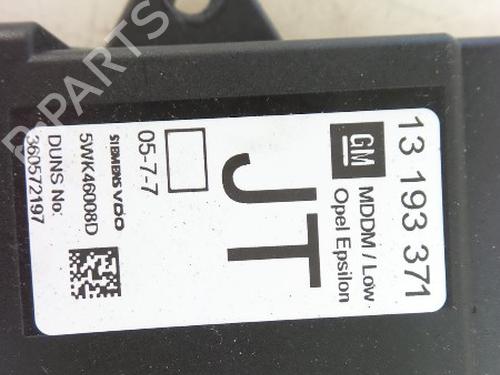 13 193 371
GM
MDDM / Low
Opel Epsilon
JT
05-7-7
SIEMENS VDO
5WK46008D
DUNS No:
360572197
PARTS